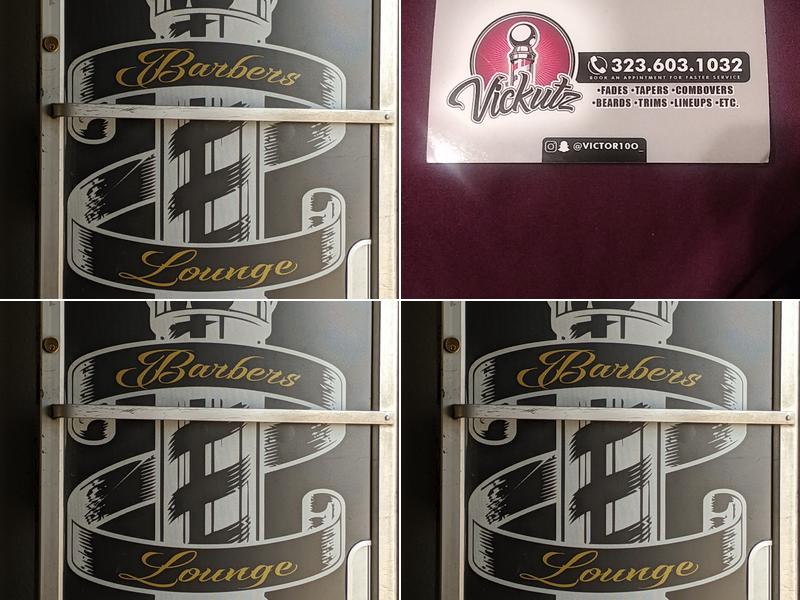 Barbers
Lounge
Vickutz
323.603.1032
BOOK AN APPINTMENT FOR FASTER SERVICE
•FADES •TAPERS •COMBOVERS
•BEARDS •TRIMS •LINEUPS •ETC.
@VICTOR10O_
Barbers
Lounge
Barbers
Lounge